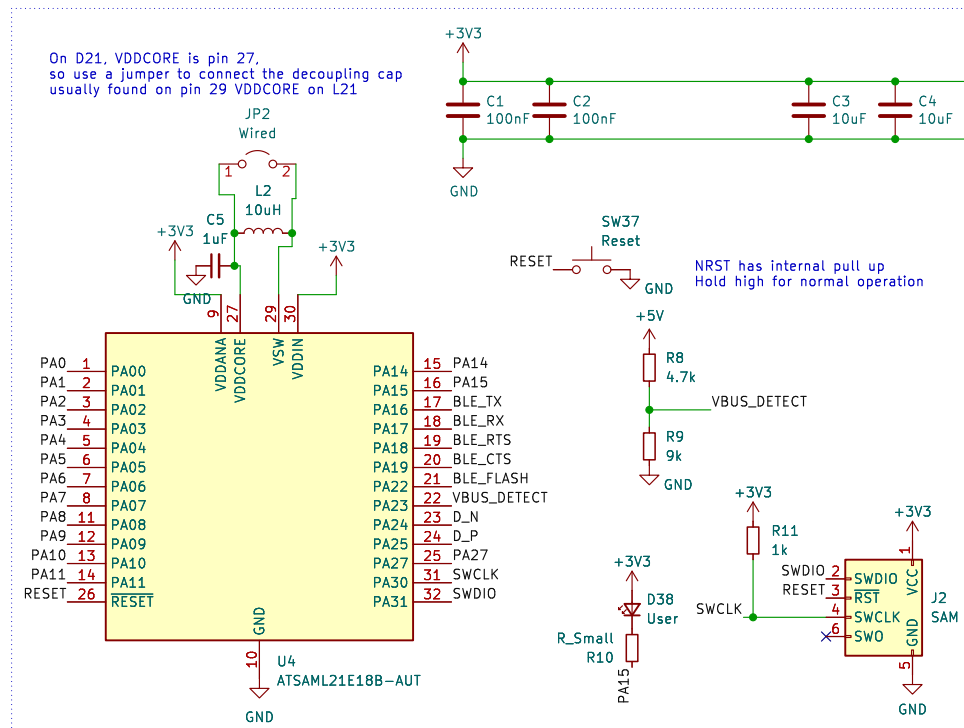 On D21, VDDCORE is pin 27,
so use a jumper to connect the decoupling cap
usually found on pin 29 VDDCORE on L21
JP2
Wired
1
2
L2
10uH
C5
1uF
+3V3
+3V3
GND
9
27
29
30
VDDANA
VDDCORE
VSW
VDDIN
PA0 1 PA00
PA1 2 PA01
PA2 3 PA02
PA3 4 PA03
PA4 5 PA04
PA5 6 PA05
PA6 7 PA06
PA7 8 PA07
PA8 11 PA08
PA9 12 PA09
PA10 13 PA10
PA11 14 PA11
RESET 26 RESET
PA14 15 PA14
PA15 16 PA15
PA16 17 BLE_TX
PA17 18 BLE_RX
PA18 19 BLE_RTS
PA19 20 BLE_CTS
PA22 21 BLE_FLASH
PA23 22 VBUS_DETECT
PA24 23 D_N
PA25 24 D_P
PA27 25 PA27
PA30 31 SWCLK
PA31 32 SWDIO
GND
10
U4
ATSAML21E18B-AUT
GND
+3V3
C1
100nF
C2
100nF
C3
10uF
C4
10uF
GND
SW37
Reset
RESET
GND
NRST has internal pull up
Hold high for normal operation
+5V
R8
4.7k
VBUS_DETECT
R9
9k
GND
+3V3
D38
User
R_Small
R10
PA15
+3V3
R11
1k
SWCLK
+3V3
1
VCC
SWDIO 2 SWDIO
RESET 3 RST
4 SWCLK
6 SWO
GND
5
J2
SAM
GND